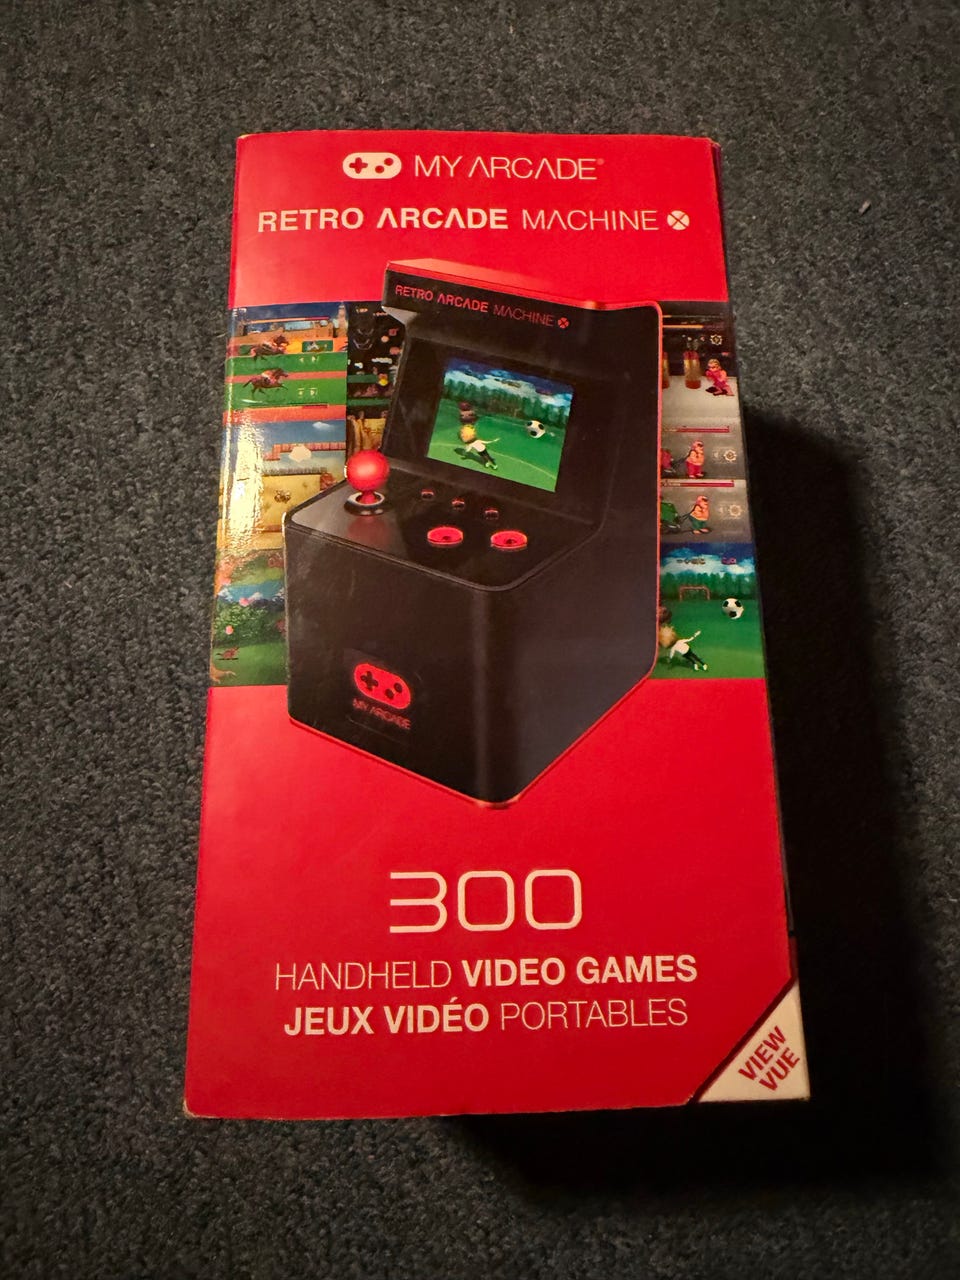 MY ARCADE®
RETRO ARCADE MACHINE X
RETRO ARCADE MACHINE X
MY ARCADE
300
HANDHELD VIDEO GAMES
JEUX VIDÉO PORTABLES
VIEW
VUE